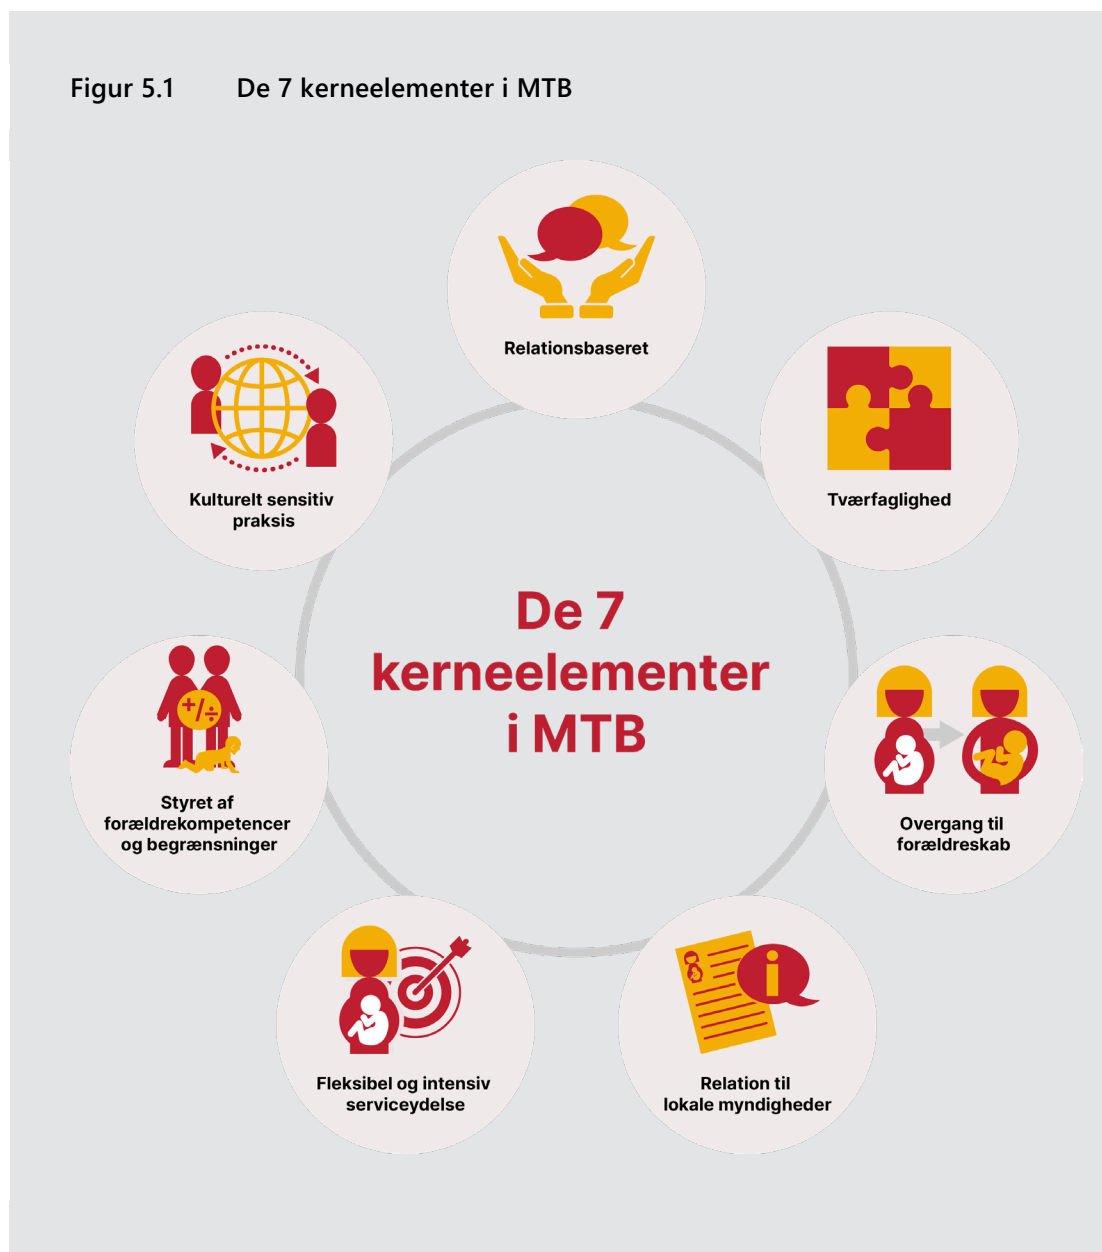 Figur 5.1 De 7 kerneelementer i MTB
Relationsbaseret
Kulturelt sensitiv
praksis
Tværfaglighed
De 7
kerneelementer
i MTB
+/÷
Styret af
forældrekompetencer
og begrænsninger
Overgang til
forældreskab
i
Fleksibel og intensiv
serviceydelse
Relation til
lokale myndigheder